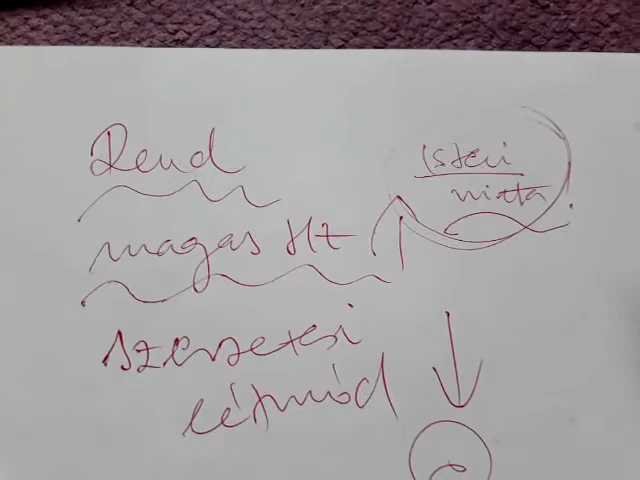 Rend
Isteni
minta
magas Hz
szerzetesi
létmód